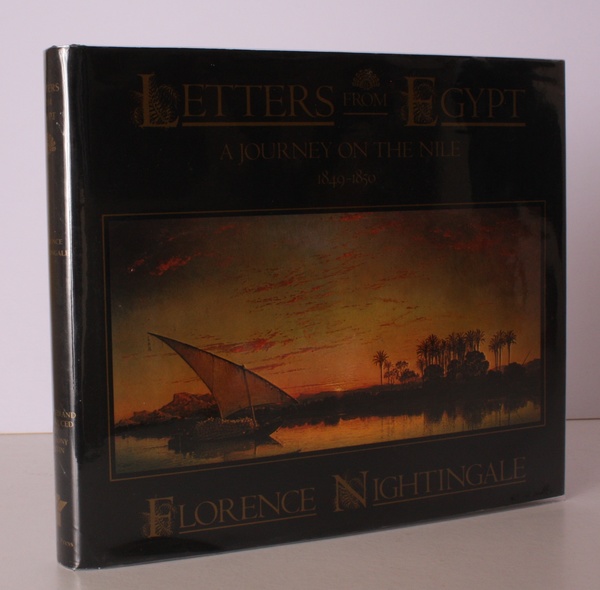 LETTERS FROM EGYPT
A JOURNEY ON THE NILE
1849–1850
FLORENCE NIGHTINGALE